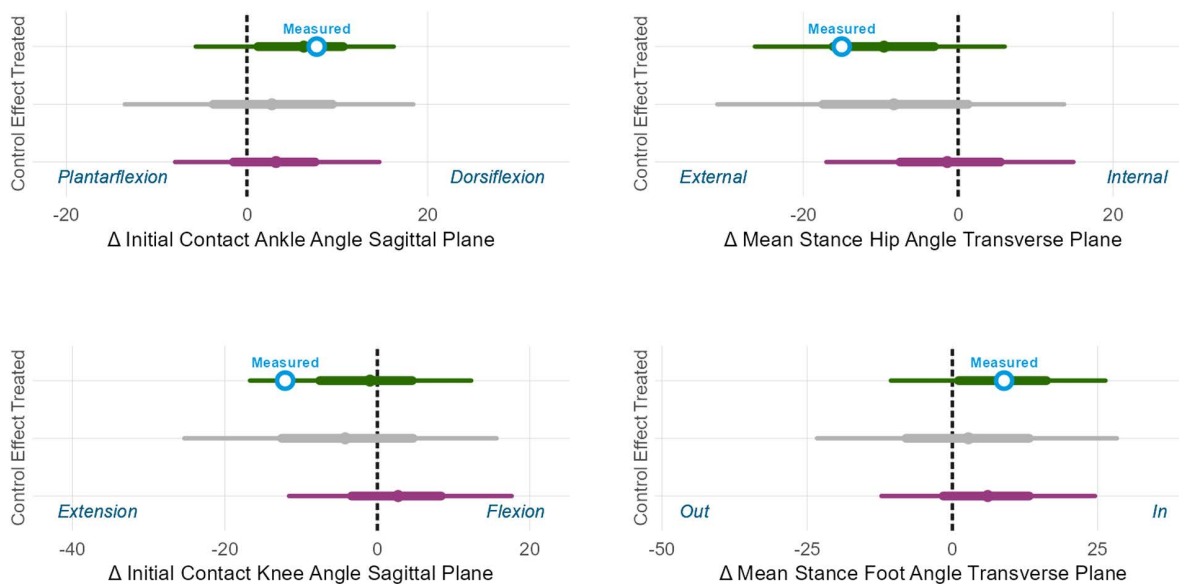 Measured
Control Effect Treated
Plantarflexion
Dorsiflexion
-20
0
20
Δ Initial Contact Ankle Angle Sagittal Plane
Measured
Control Effect Treated
External
Internal
-20
0
20
Δ Mean Stance Hip Angle Transverse Plane
Measured
Control Effect Treated
Extension
Flexion
-40
-20
0
20
Δ Initial Contact Knee Angle Sagittal Plane
Measured
Control Effect Treated
Out
In
-50
-25
0
25
Δ Mean Stance Foot Angle Transverse Plane